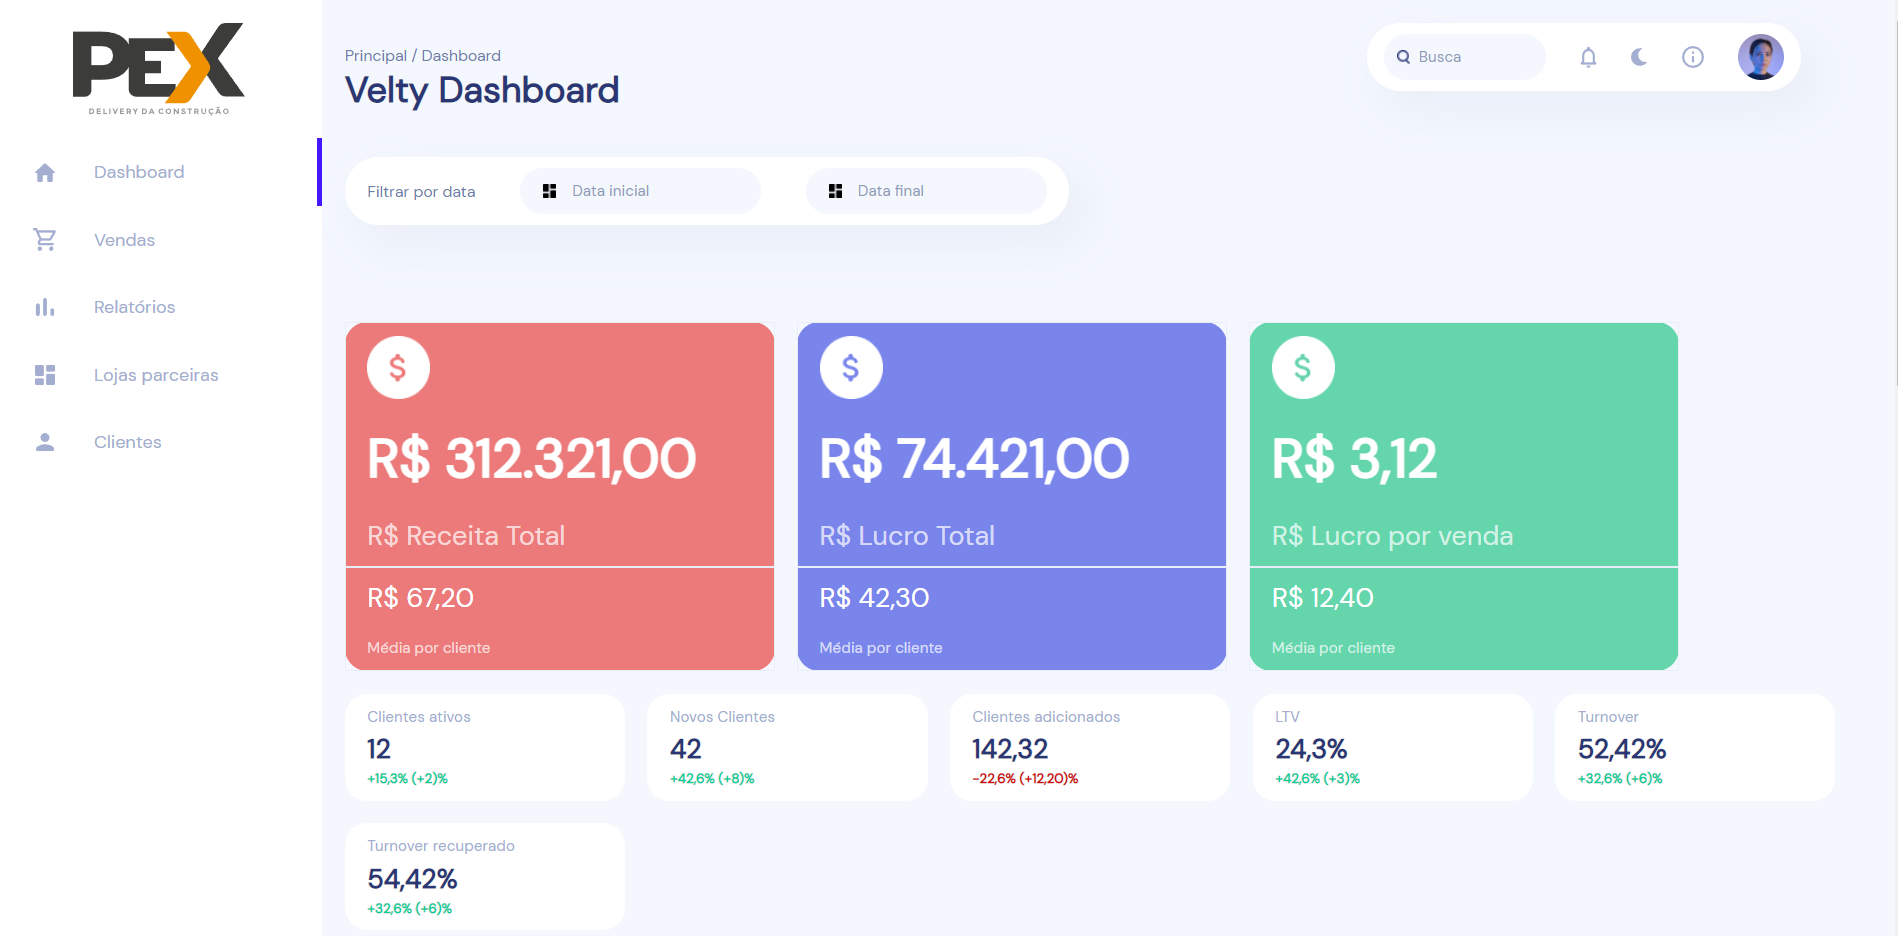 PEX
DELIVERY DA CONSTRUÇÃO
Dashboard
Vendas
Relatórios
Lojas parceiras
Clientes
Principal / Dashboard
Velty Dashboard
Busca
Filtrar por data
Data inicial
Data final
$
R$ 312.321,00
R$ Receita Total
R$ 67,20
Média por cliente
$
R$ 74.421,00
R$ Lucro Total
R$ 42,30
Média por cliente
$
R$ 3,12
R$ Lucro por venda
R$ 12,40
Média por cliente
Clientes ativos
12
+15,3% (+2)%
Novos Clientes
42
+42,6% (+8)%
Clientes adicionados
142,32
-22,6% (+12,20)%
LTV
24,3%
+42,6% (+3)%
Turnover
52,42%
+32,6% (+6)%
Turnover recuperado
54,42%
+32,6% (+6)%